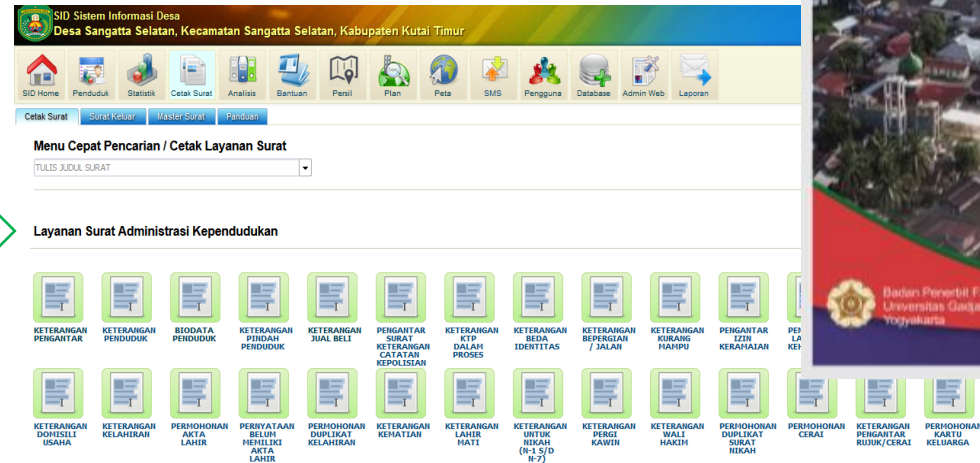 SID Sistem Informasi Desa
Desa Sangatta Selatan, Kecamatan Sangatta Selatan, Kabupaten Kutai Timur
SID Home Penduduk Statistik Cetak Surat Analisis Bantuan Persil Plan Peta SMS Pengguna Database Admin Web Laporan
Cetak Surat Surat Keluar Master Surat Panduan
Menu Cepat Pencarian / Cetak Layanan Surat
TULIS JUDUL SURAT
Layanan Surat Administrasi Kependudukan
KETERANGAN
PENGANTAR
KETERANGAN
PENDUDUK
BIODATA
PENDUDUK
KETERANGAN
PINDAH
PENDUDUK
KETERANGAN
JUAL BELI
PENGANTAR
SURAT
KETERANGAN
CATATAN
KEPOLISIAN
KETERANGAN
KTP
DALAM
PROSES
KETERANGAN
BEDA
IDENTITAS
KETERANGAN
BEPERGIAN
/ JALAN
KETERANGAN
KURANG
MAMPU
PENGANTAR
IZIN
KERAMAIAN
KETERANGAN
DOMISILI
USAHA
KETERANGAN
KELAHIRAN
PERMOHONAN
AKTA
LAHIR
PERNYATAAN
BELUM
MEMILIKI
AKTA
LAHIR
PERMOHONAN
DUPLIKAT
KELAHIRAN
KETERANGAN
KEMATIAN
KETERANGAN
LAHIR
MATI
KETERANGAN
UNTUK
NIKAH
(N-1 S/D
N-7)
KETERANGAN
PERGI
KAWIN
KETERANGAN
WALI
HAKIM
PERMOHONAN
DUPLIKAT
SURAT
NIKAH
PERMOHONAN
CERAI
KETERANGAN
PENGANTAR
RUJUK/CERAI
PERMOHONAN
KARTU
KELUARGA
Badan Penerbit
Universitas
Yogyakarta